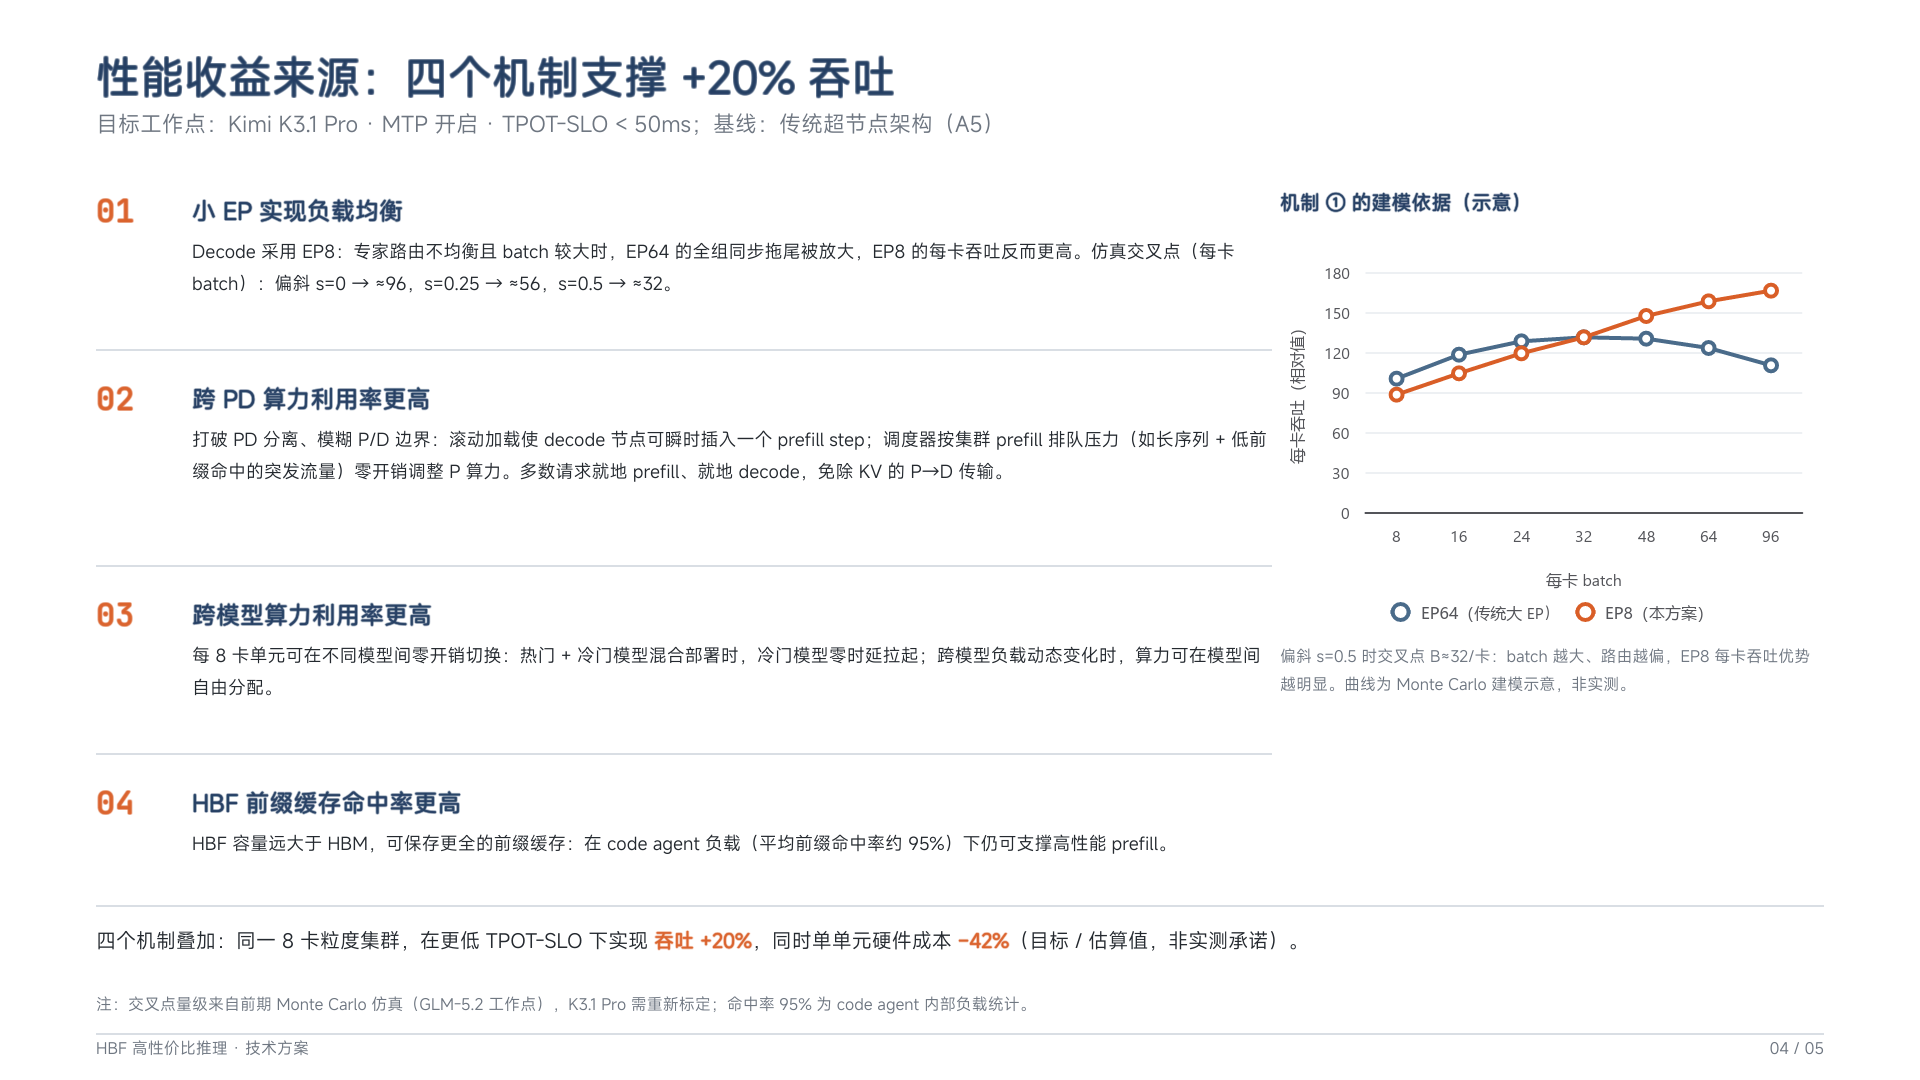 性能收益来源：四个机制支撑 +20% 吞吐
目标工作点：Kimi K3.1 Pro · MTP 开启 · TPOT-SLO < 50ms；基线：传统超节点架构（A5）
01
小 EP 实现负载均衡
Decode 采用 EP8：专家路由不均衡且 batch 较大时，EP64 的全组同步拖尾被放大，EP8 的每卡吞吐反而更高。仿真交叉点（每卡
batch）：偏斜 s=0 → ≈96，s=0.25 → ≈56，s=0.5 → ≈32。
02
跨 PD 算力利用率更高
打破 PD 分离、模糊 P/D 边界：滚动加载使 decode 节点可瞬时插入一个 prefill step；调度器按集群 prefill 排队压力（如长序列 + 低前
缀命中的突发流量）零开销调整 P 算力。多数请求就地 prefill、就地 decode，免除 KV 的 P→D 传输。
03
跨模型算力利用率更高
每 8 卡单元可在不同模型间零开销切换：热门 + 冷门模型混合部署时，冷门模型零时延拉起；跨模型负载动态变化时，算力可在模型间
自由分配。
04
HBF 前缀缓存命中率更高
HBF 容量远大于 HBM，可保存更全的前缀缓存：在 code agent 负载（平均前缀命中率约 95%）下仍可支撑高性能 prefill。
机制 ① 的建模依据（示意）
每卡吞吐（相对值）
180
150
120
90
60
30
0
8 16 24 32 48 64 96
每卡 batch
EP64（传统大 EP） EP8（本方案）
偏斜 s=0.5 时交叉点 B≈32/卡：batch 越大、路由越偏，EP8 每卡吞吐优势
越明显。曲线为 Monte Carlo 建模示意，非实测。
四个机制叠加：同一 8 卡粒度集群，在更低 TPOT-SLO 下实现 吞吐 +20%，同时单单元硬件成本 −42%（目标 / 估算值，非实测承诺）。
注：交叉点量级来自前期 Monte Carlo 仿真（GLM-5.2 工作点），K3.1 Pro 需重新标定；命中率 95% 为 code agent 内部负载统计。
HBF 高性价比推理 · 技术方案
04 / 05